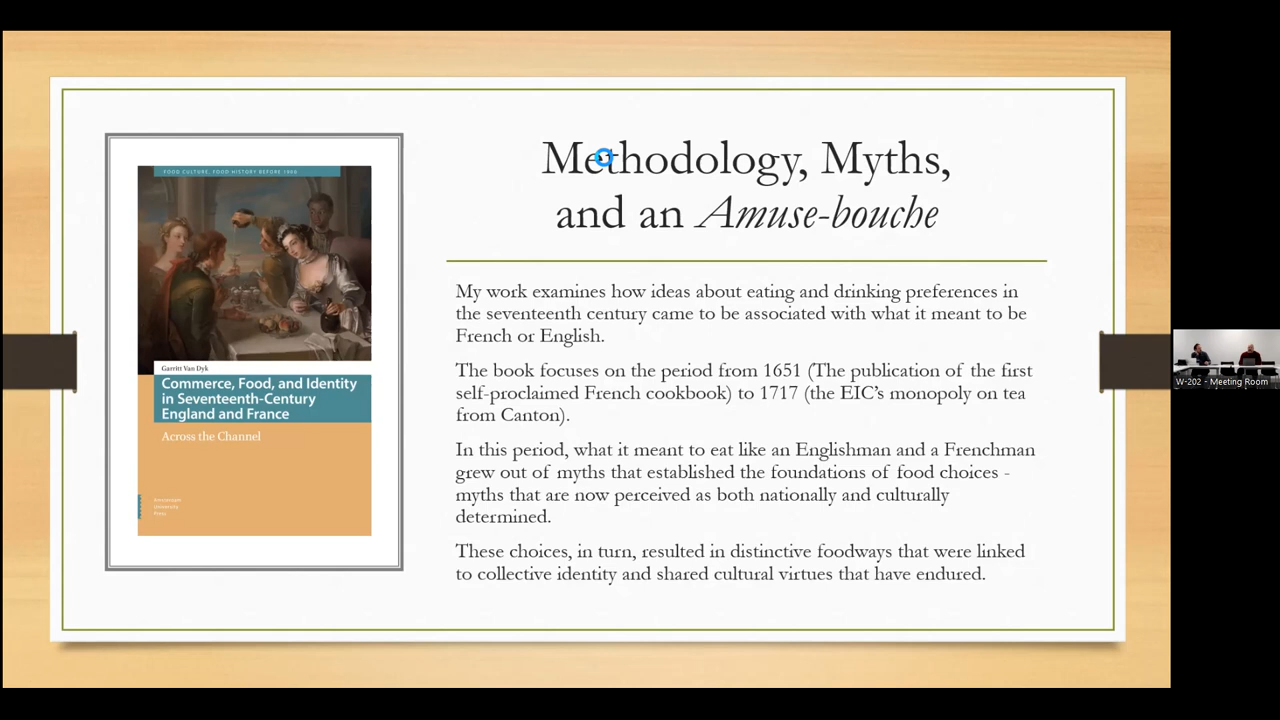 FOOD CULTURE, FOOD HISTORY BEFORE 1900
Garritt Van Dyk
Commerce, Food, and Identity
in Seventeenth-Century
England and France
Across the Channel
Amsterdam
University
Press
Methodology, Myths,
and an Amuse-bouche
My work examines how ideas about eating and drinking preferences in
the seventeenth century came to be associated with what it meant to be
French or English.
The book focuses on the period from 1651 (The publication of the first
self-proclaimed French cookbook) to 1717 (the EIC’s monopoly on tea
from Canton).
In this period, what it meant to eat like an Englishman and a Frenchman
grew out of myths that established the foundations of food choices -
myths that are now perceived as both nationally and culturally
determined.
These choices, in turn, resulted in distinctive foodways that were linked
to collective identity and shared cultural virtues that have endured.
W-202 - Meeting Room